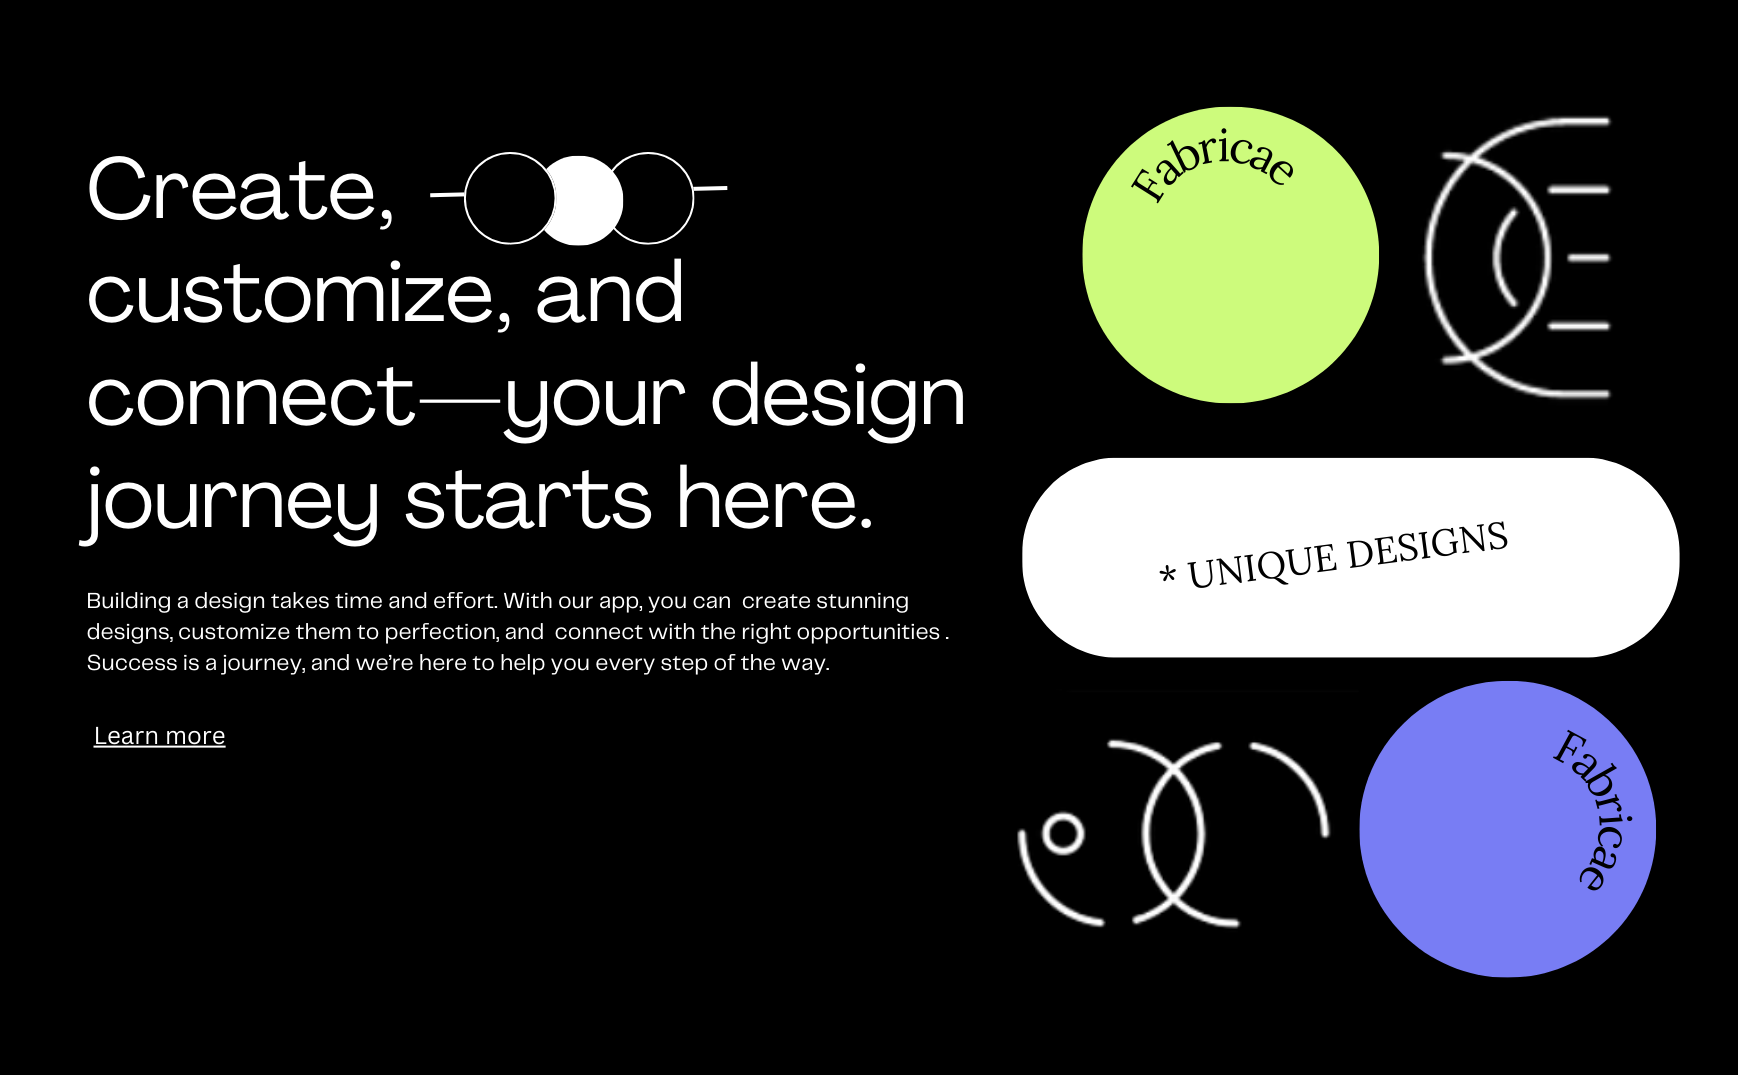 Create,
customize, and
connect—your design
journey starts here.
Building a design takes time and effort. With our app, you can  create stunning
designs, customize them to perfection, and  connect with the right opportunities .
Success is a journey, and we’re here to help you every step of the way.
Learn more
Fabricae
* UNIQUE DESIGNS
Fabricae